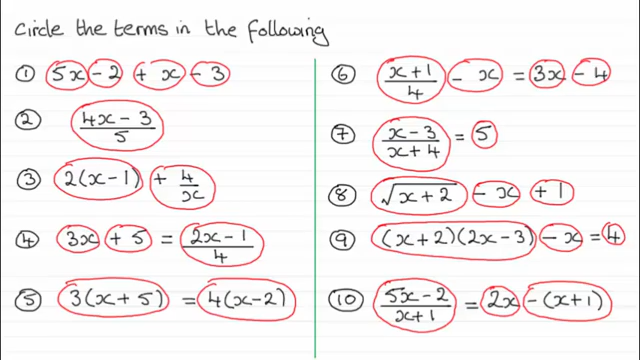 Circle the terms in the following
① 5x - 2 + x - 3
② (4x - 3)/5
③ 2(x - 1) + 4/x
④ 3x + 5 = (2x - 1)/4
⑤ 3(x + 5) = 4(x - 2)
⑥ (x + 1)/4 - x = 3x - 4
⑦ (x - 3)/(x + 4) = 5
⑧ √(x + 2) - x + 1
⑨ (x + 2)(2x - 3) - x = 4
⑩ (5x - 2)/(x + 1) = 2x - (x + 1)